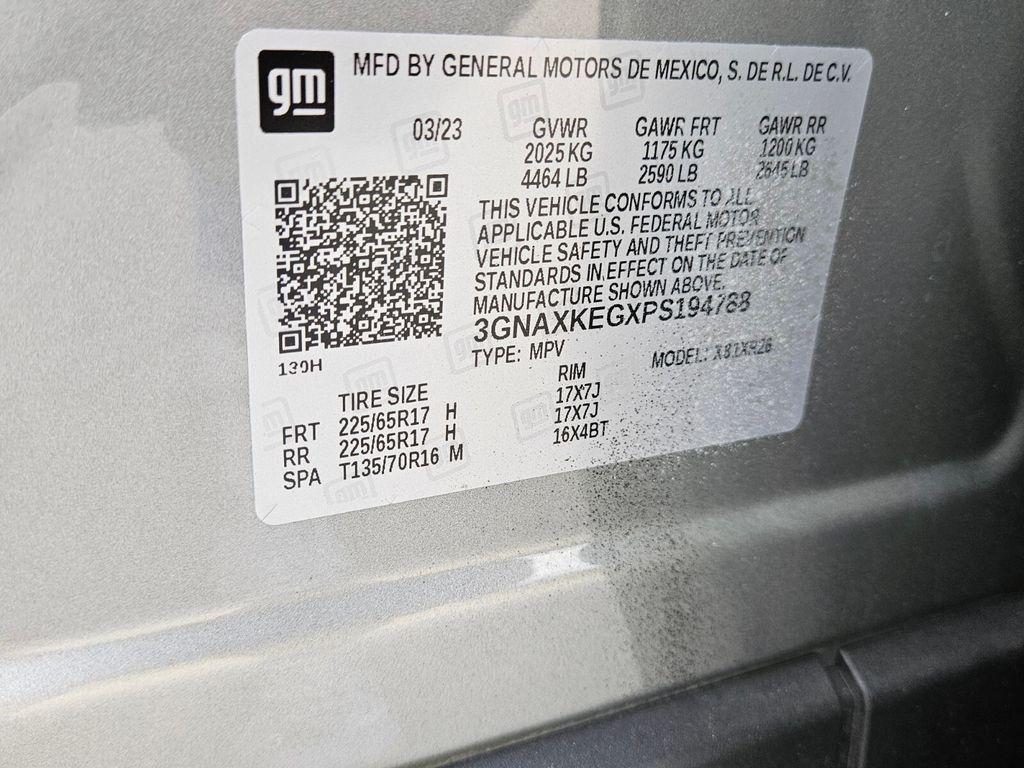 gm
MFD BY GENERAL MOTORS DE MEXICO, S. DE R.L. DE C.V.
03/23 GVWR GAWR FRT GAWR RR
2025 KG 1175 KG 1200 KG
4464 LB 2590 LB 2645 LB
THIS VEHICLE CONFORMS TO ALL
APPLICABLE U.S. FEDERAL MOTOR
VEHICLE SAFETY AND THEFT PREVENTION
STANDARDS IN EFFECT ON THE DATE OF
MANUFACTURE SHOWN ABOVE.
3GNAXKEGXPS194788
TYPE: MPV MODEL:
TIRE SIZE RIM
FRT 225/65R17 H 17X7J
RR 225/65R17 H 17X7J
SPA T135/70R16 M 16X4BT